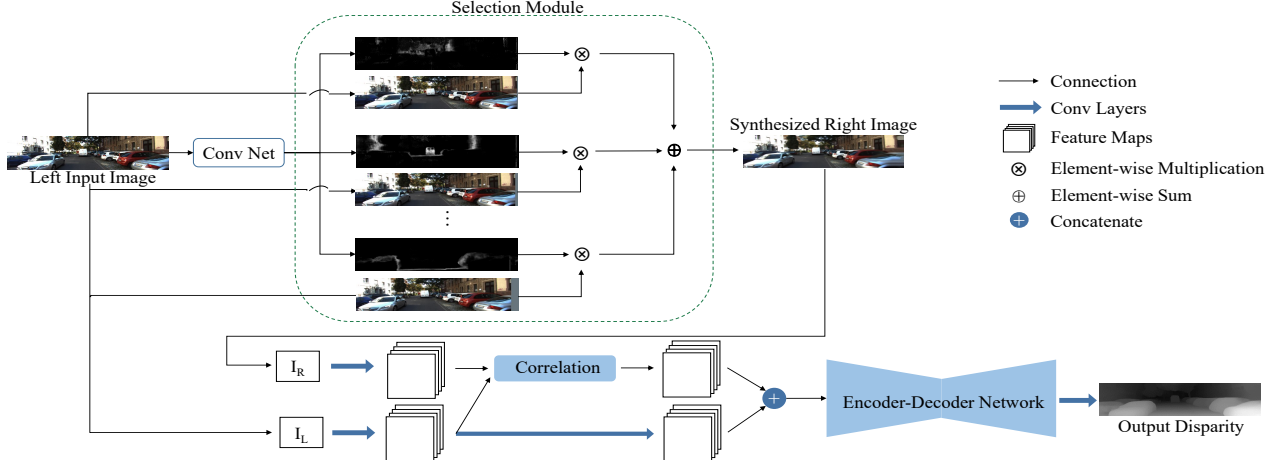 Selection Module
Connection
Conv Layers
Feature Maps
Element-wise Multiplication
Element-wise Sum
Concatenate
Conv Net
Left Input Image
Synthesized Right Image
I_R
Correlation
I_L
Encoder-Decoder Network
Output Disparity